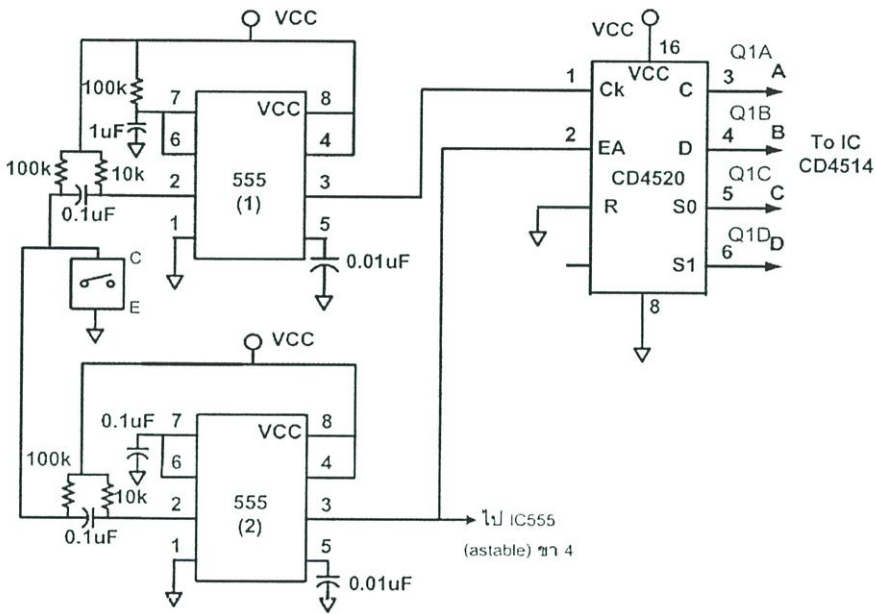 VCC
100k
7
VCC
8
1uF
6
4
100k
10k
2
555
(1)
3
0.1uF
1
5
0.01uF
C
E
VCC
0.1uF
7
VCC
8
100k
6
4
10k
2
555
(2)
3
0.1uF
1
5
0.01uF
ไป IC555
(astable) ขา 4
VCC
16
VCC
1
Ck
C
Q1A
3
A
2
EA
D
Q1B
4
B
CD4520
R
S0
Q1C
5
C
S1
Q1D
6
D
8
To IC
CD4514